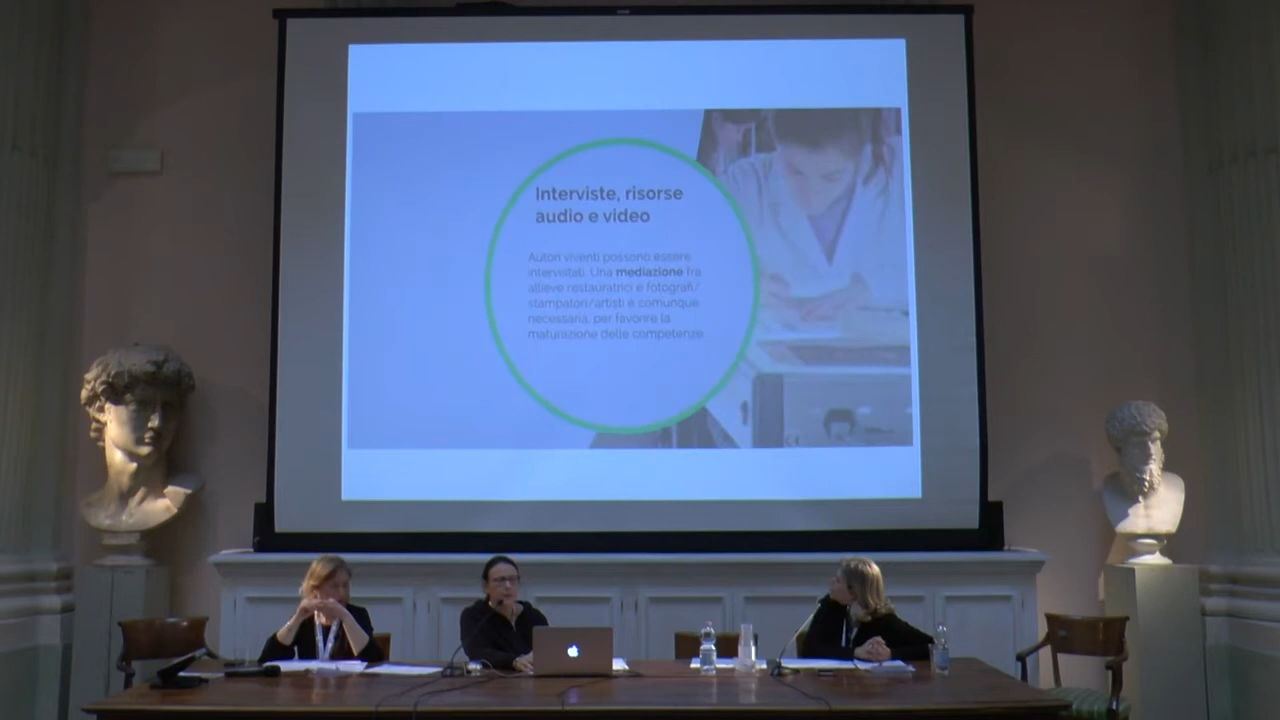 Interviste, risorse
audio e video
Autori viventi possono essere
intervistati. Una mediazione fra
allieve restauratrici e fotografi/
stampatori/artisti è comunque
necessaria, per favorire la
maturazione delle competenze